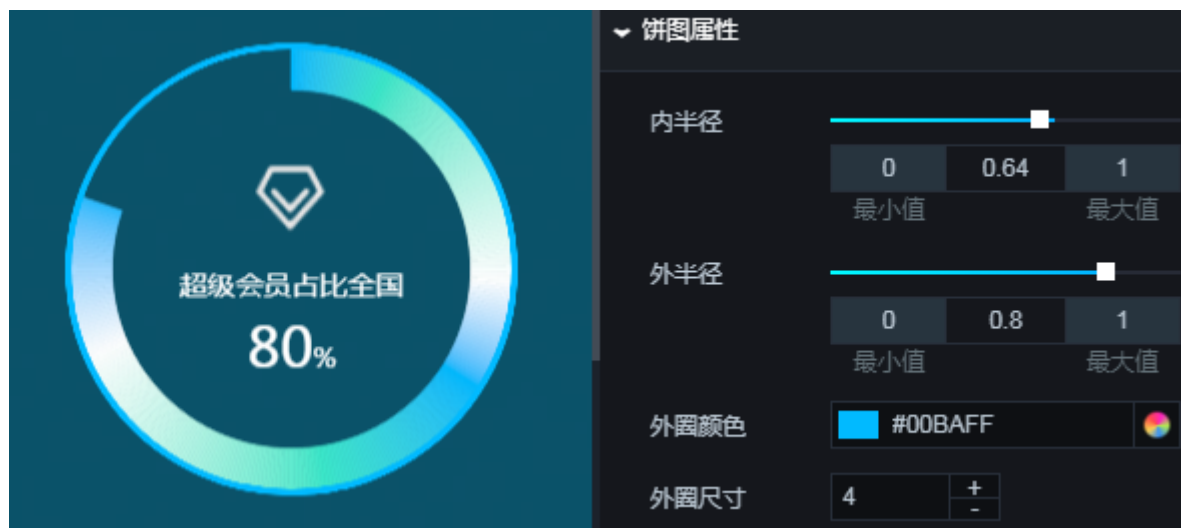 超级会员占比全国
80%
饼图属性
内半径
0 0.64 1
最小值 最大值
外半径
0 0.8 1
最小值 最大值
外圈颜色 #00BAFF
外圈尺寸 4 + -